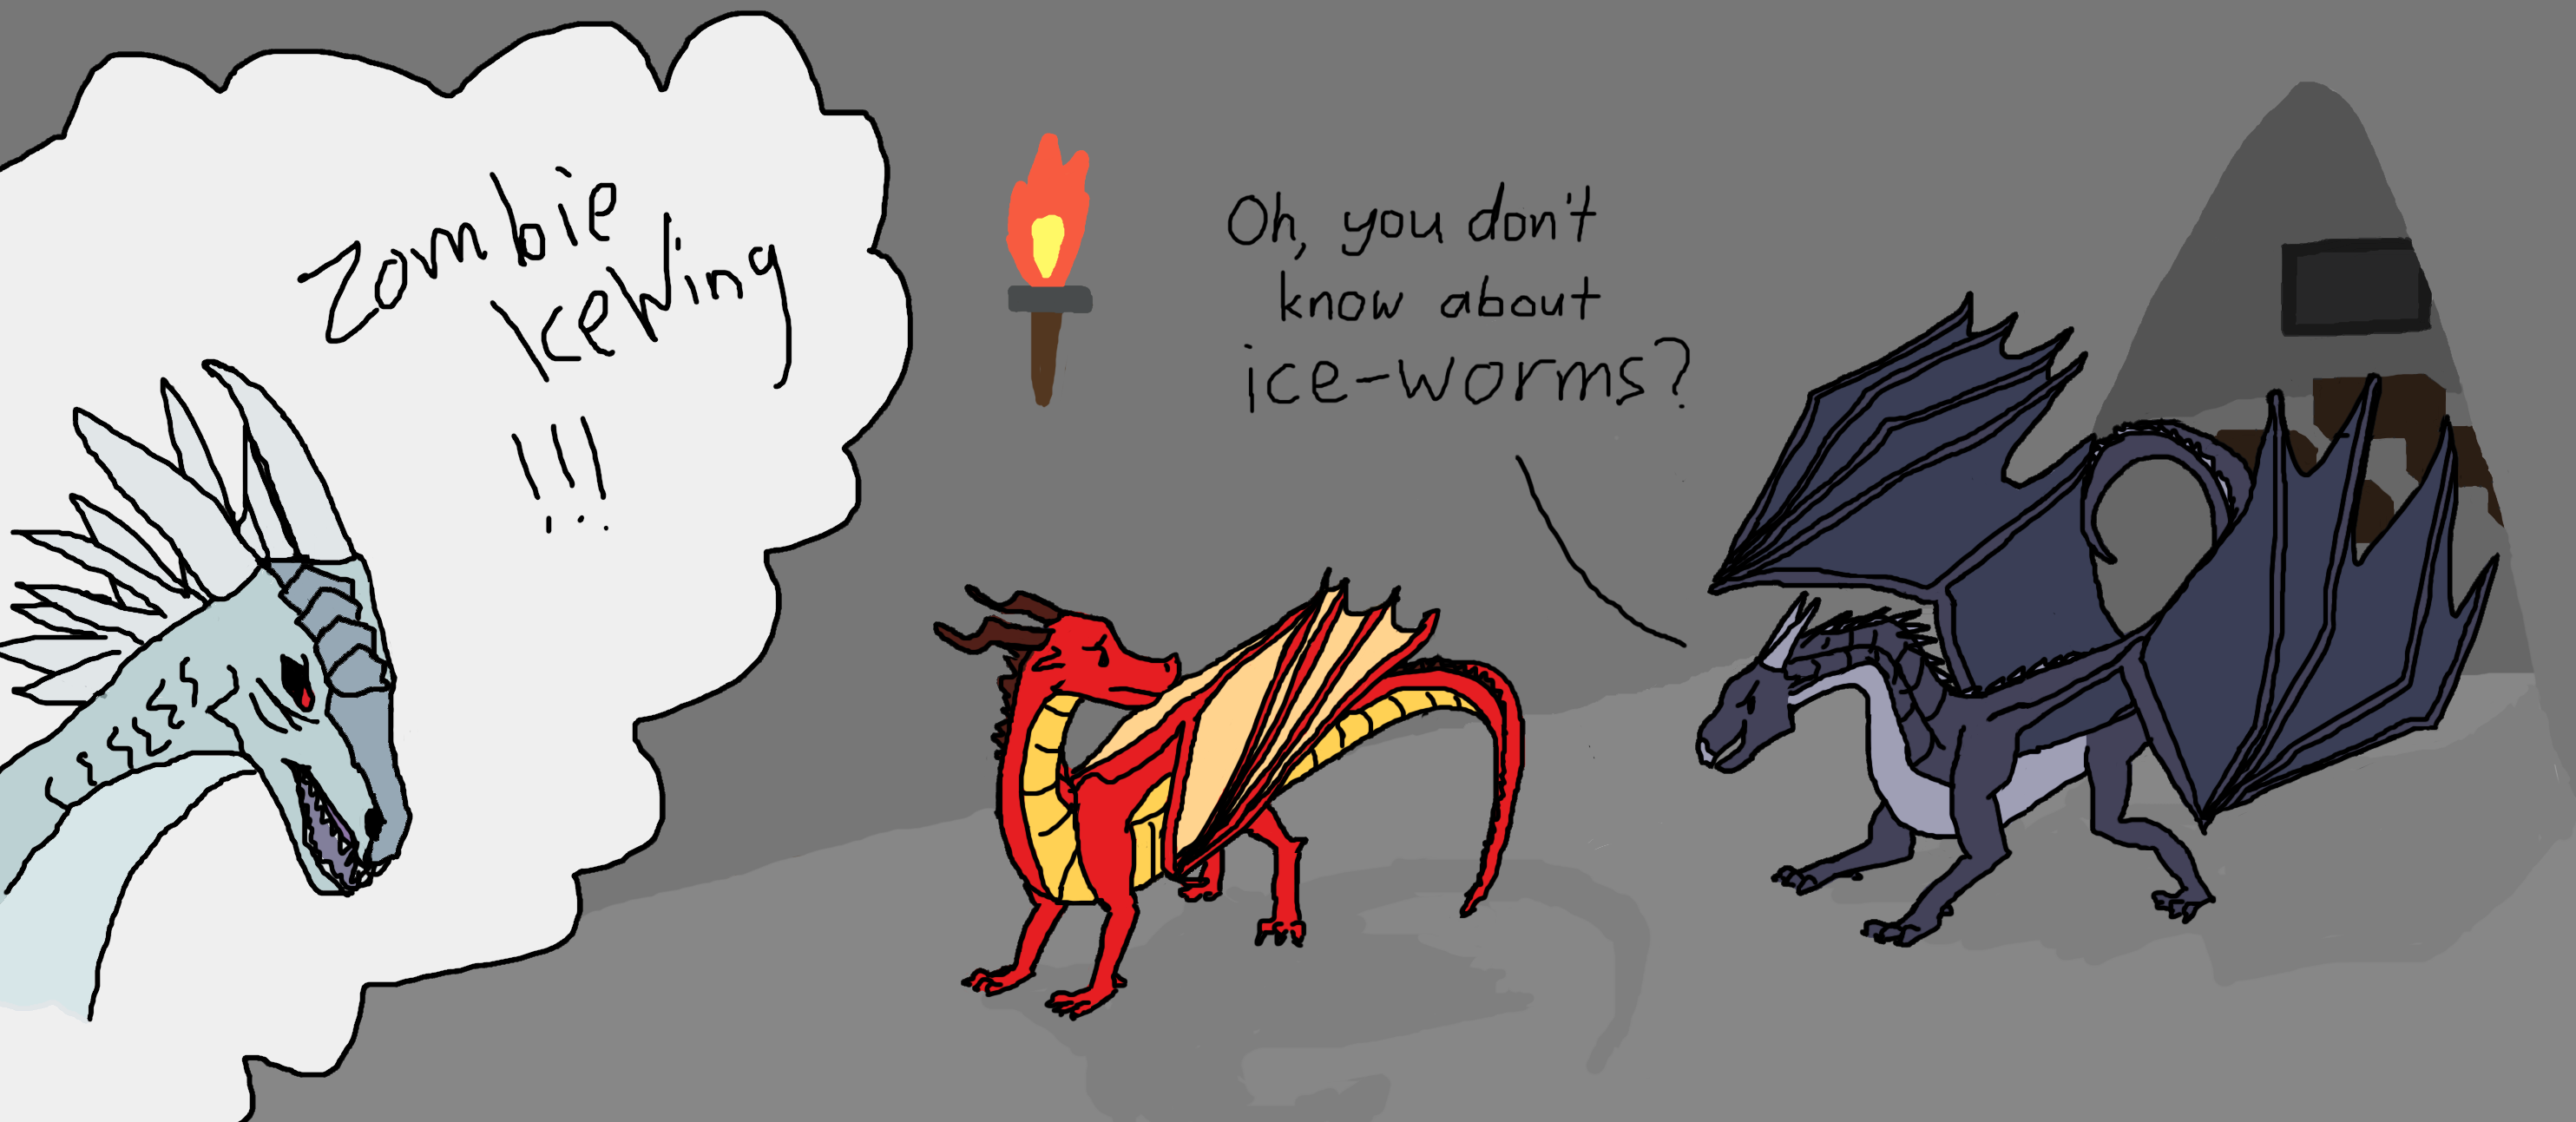 Zombie
IceWing
!!!
Oh, you don't
know about
ice-worms?